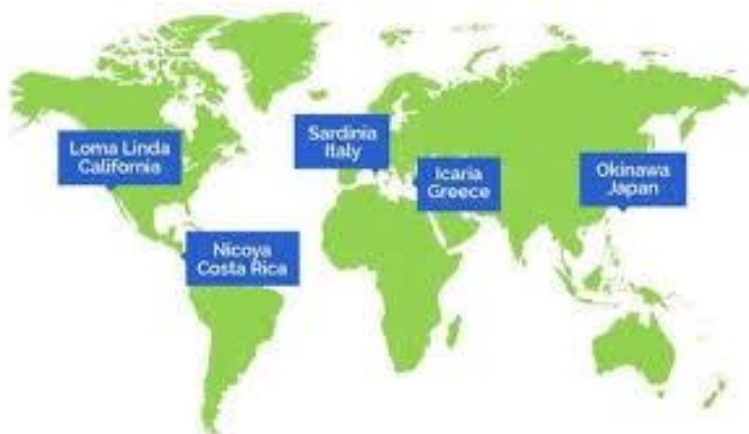 Loma Linda
California
Sardinia
Italy
Icaria
Greece
Okinawa
Japan
Nicoya
Costa Rica